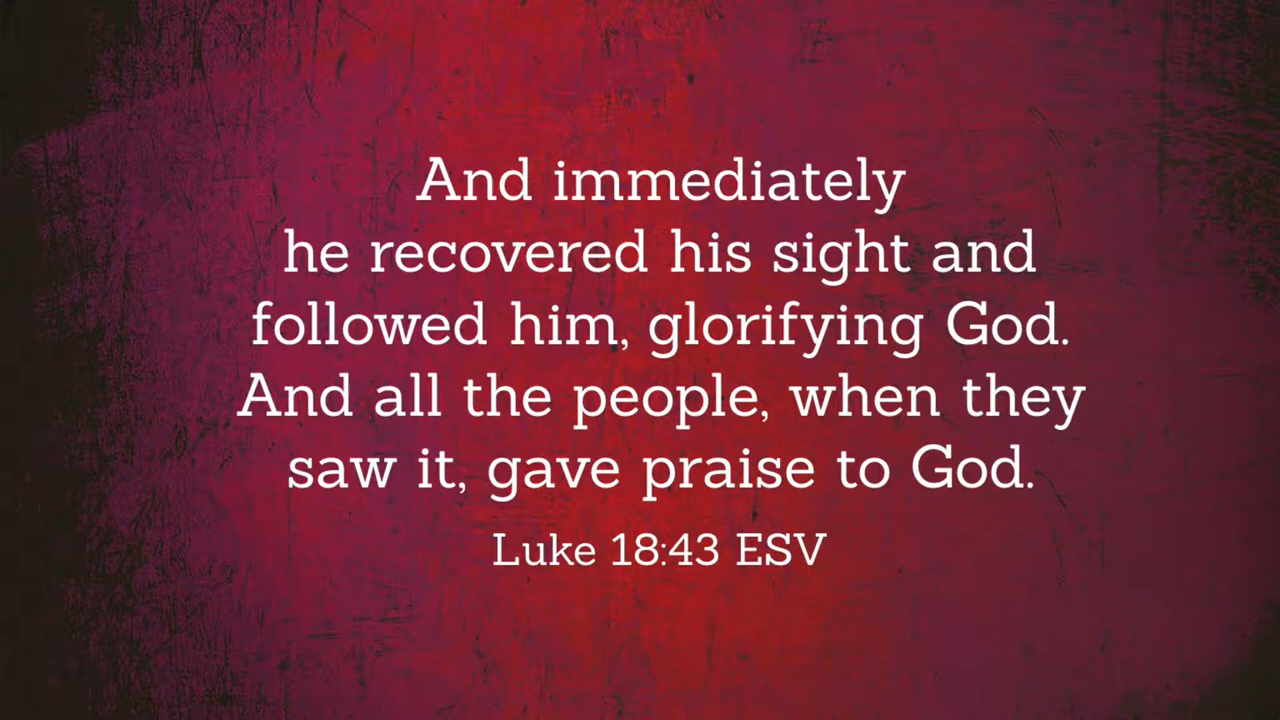 And immediately
he recovered his sight and
followed him, glorifying God.
And all the people, when they
saw it, gave praise to God.
Luke 18:43 ESV